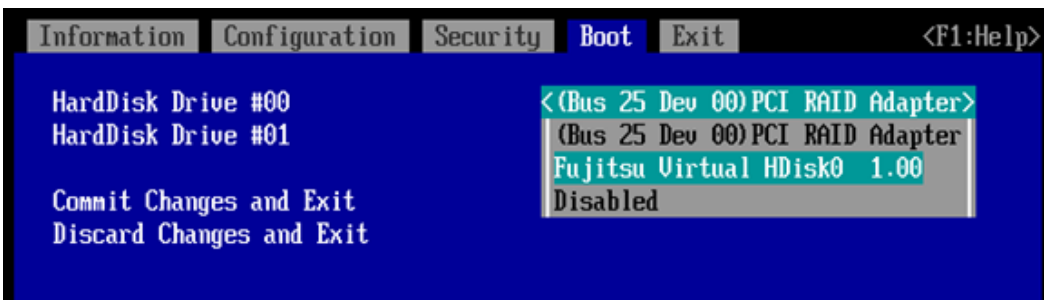 Information Configuration Security Boot Exit <F1:Help>
HardDisk Drive #00 <(Bus 25 Dev 00)PCI RAID Adapter>
HardDisk Drive #01 (Bus 25 Dev 00)PCI RAID Adapter
Fujitsu Virtual HDisk0 1.00
Commit Changes and Exit Disabled
Discard Changes and Exit